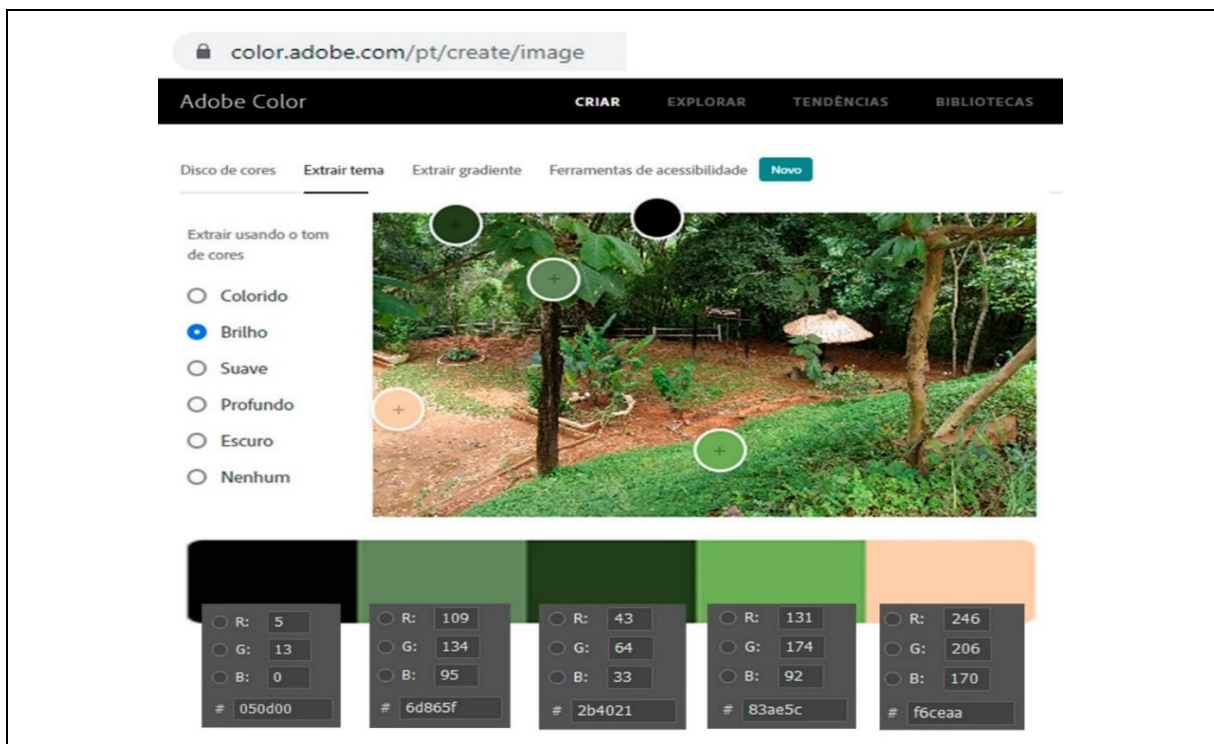 color.adobe.com/pt/create/image
Adobe Color CRIAR EXPLORAR TENDÊNCIAS BIBLIOTECAS
Disco de cores Extrair tema Extrair gradiente Ferramentas de acessibilidade Novo
Extrair usando o tom
de cores
Colorido
Brilho
Suave
Profundo
Escuro
Nenhum
R: 5 R: 109 R: 43 R: 131 R: 246
G: 13 G: 134 G: 64 G: 174 G: 206
B: 0 B: 95 B: 33 B: 92 B: 170
# 050d00 # 6d865f # 2b4021 # 83ae5c # f6ceaa